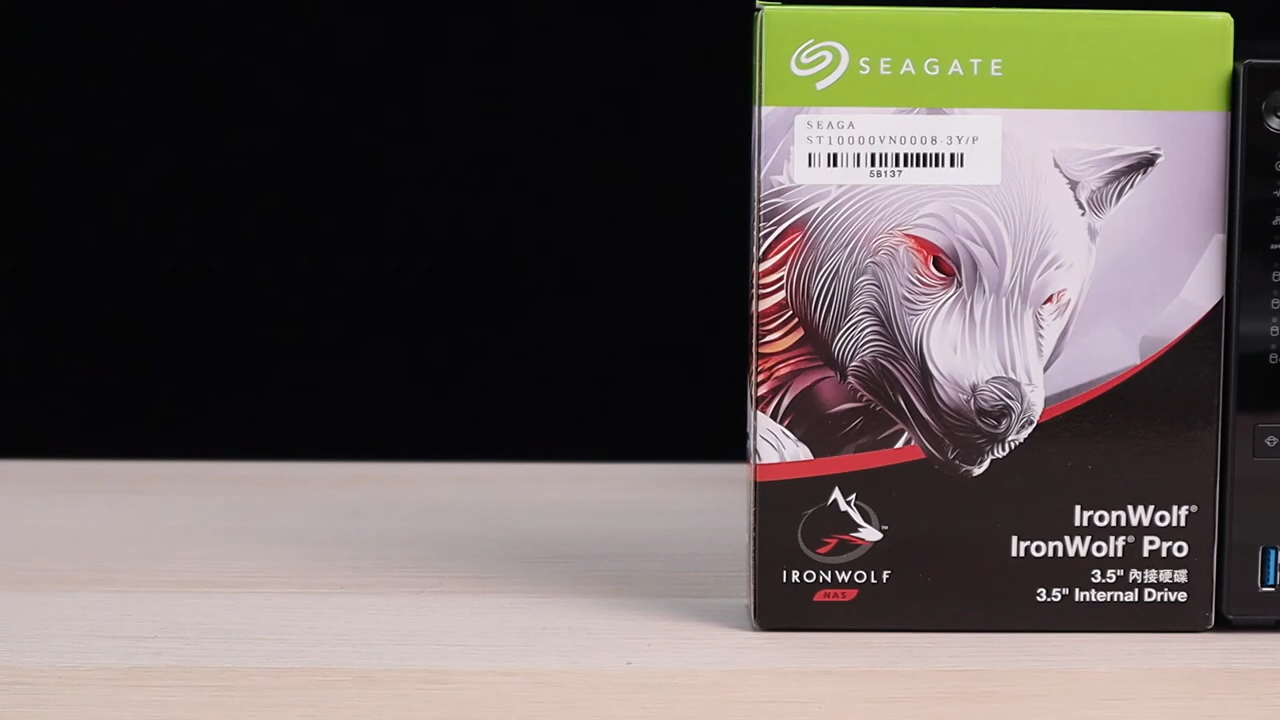 SEAGATE
SEAGA
ST10000VN0008-3Y/P
5B137
IRONWOLF
NAS
IronWolf®
IronWolf® Pro
3.5" 內接硬碟
3.5" Internal Drive